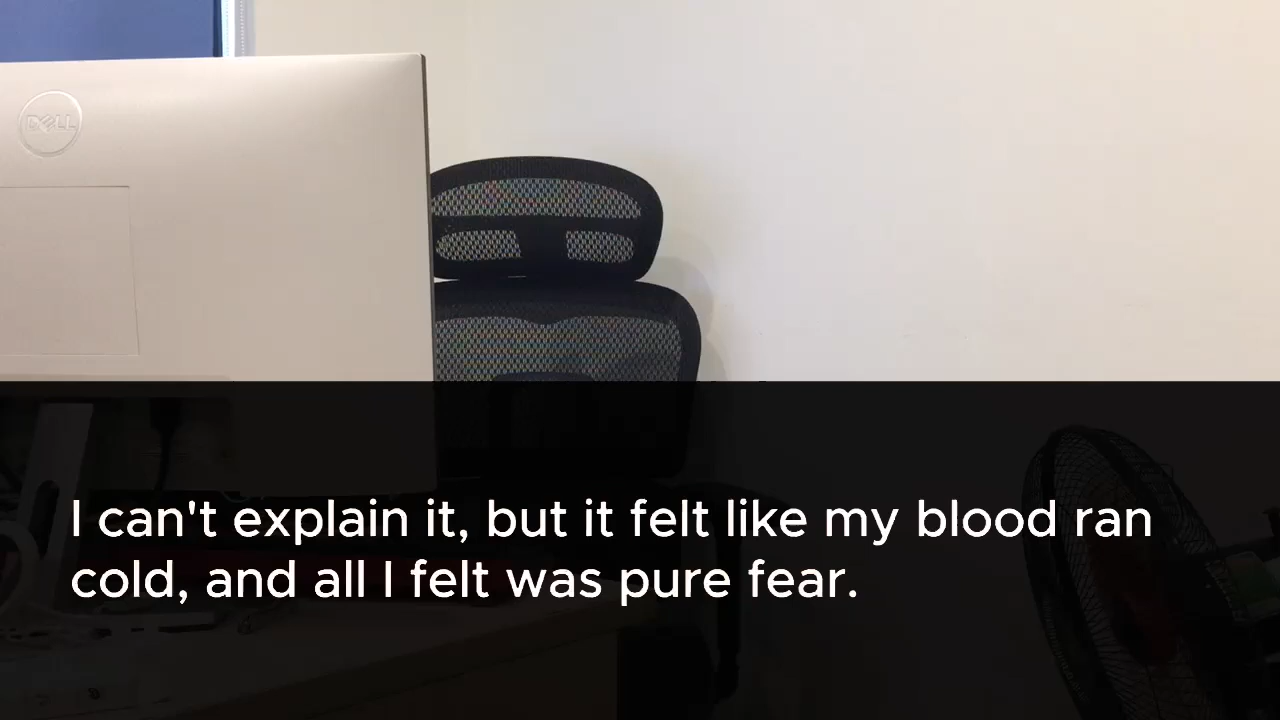 DELL
I can't explain it, but it felt like my blood ran
cold, and all I felt was pure fear.